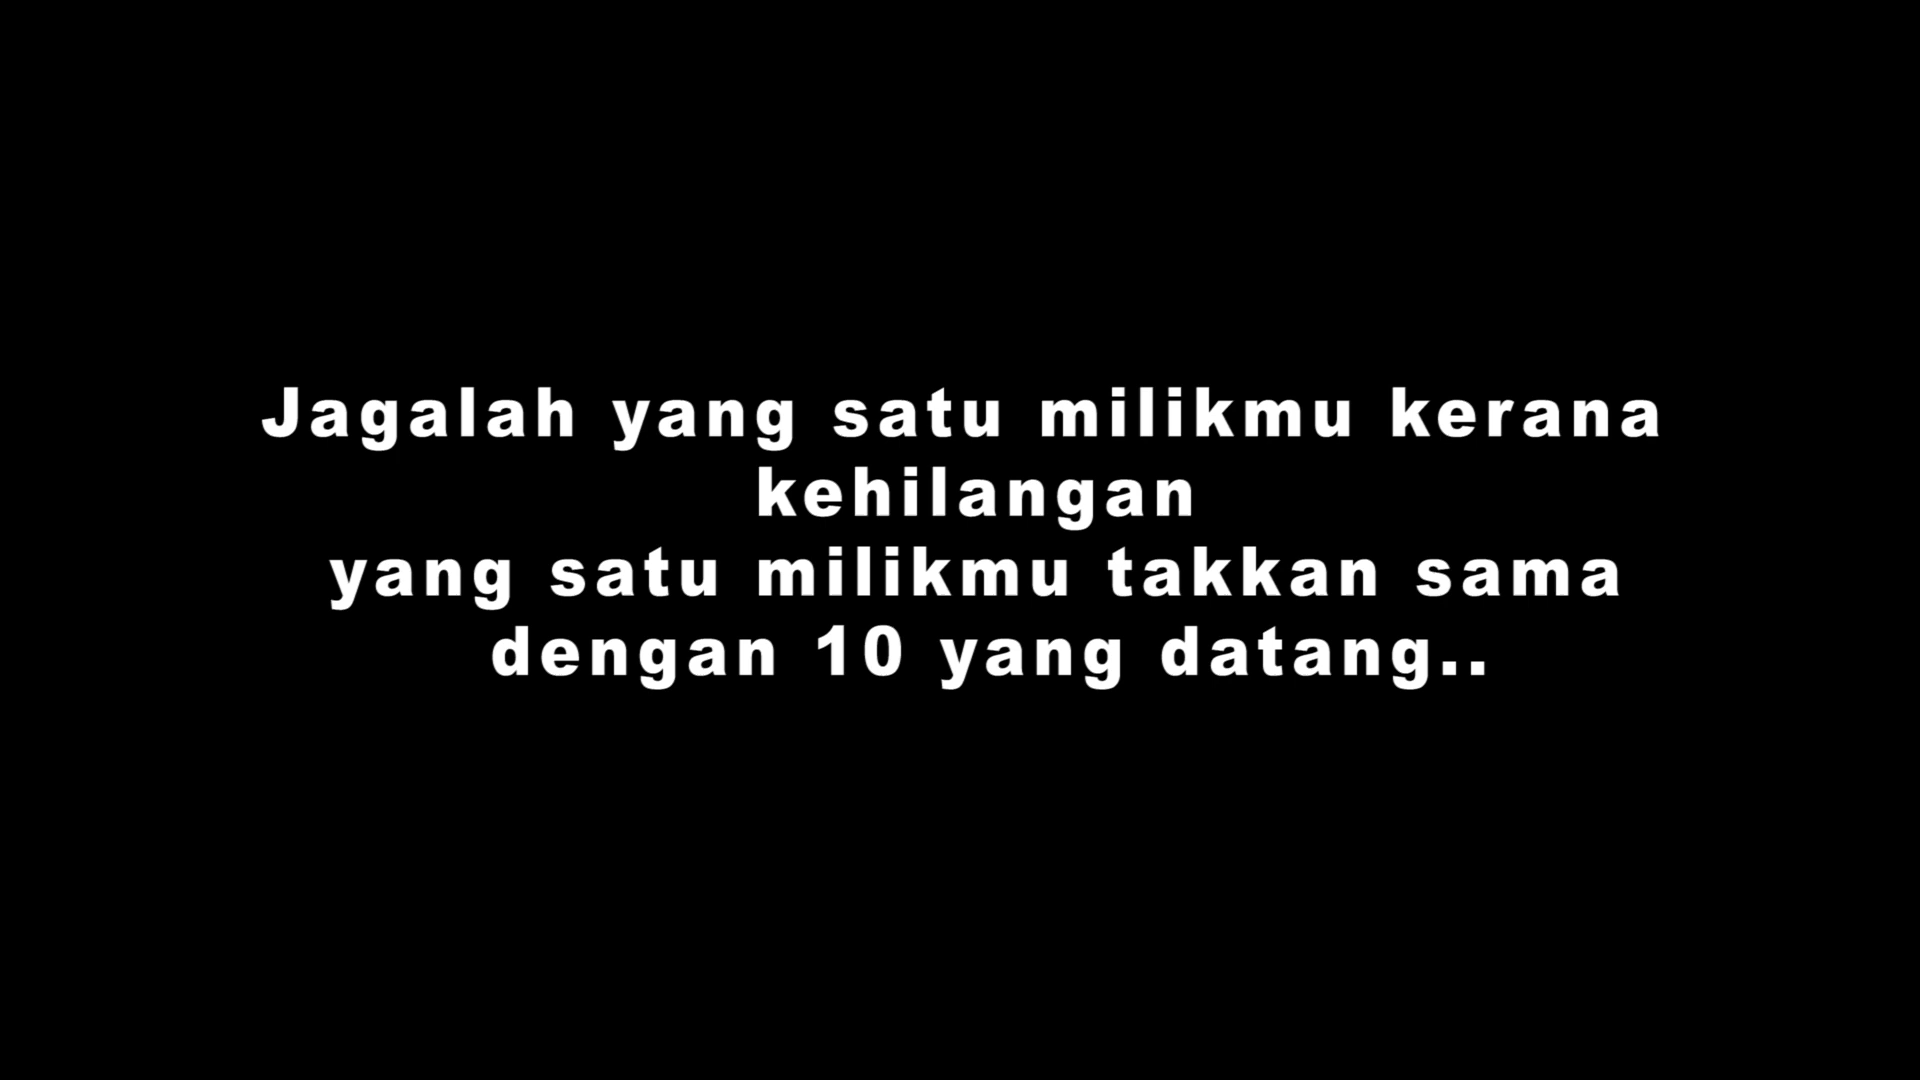 Jagalah yang satu milikmu kerana
kehilangan
yang satu milikmu takkan sama
dengan 10 yang datang..